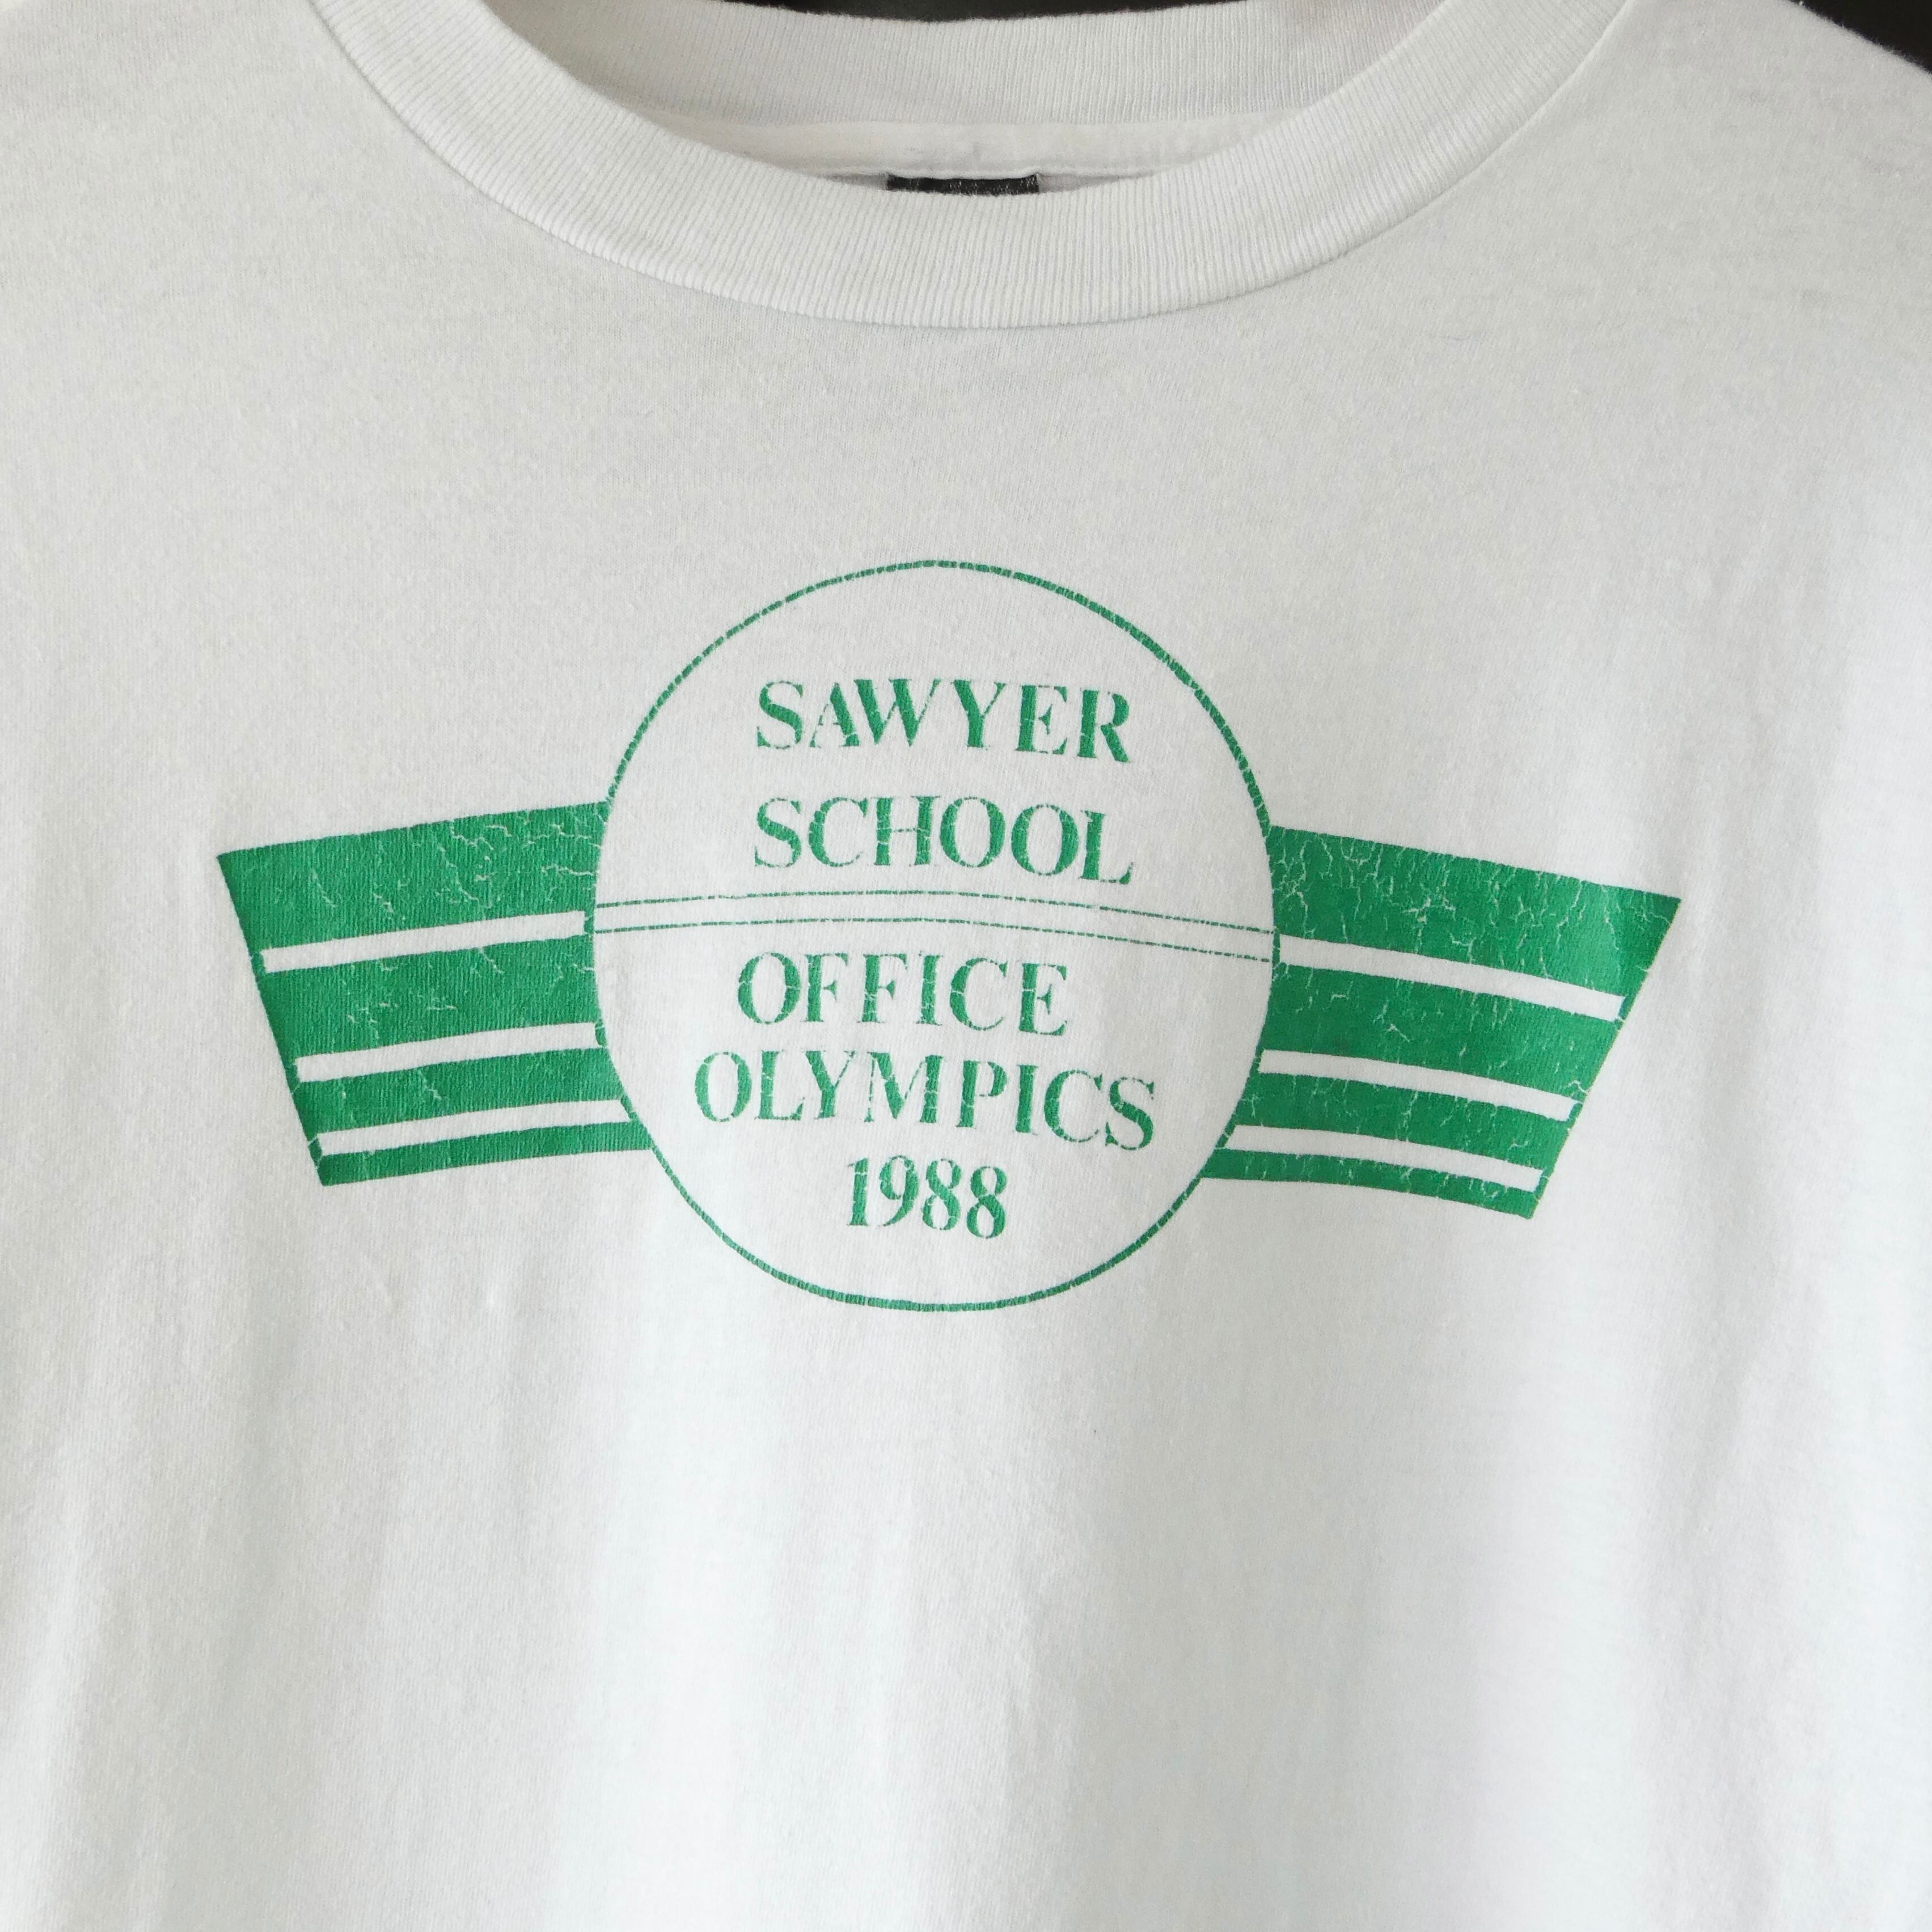 SAWYER
SCHOOL
OFFICE
OLYMPICS
1988